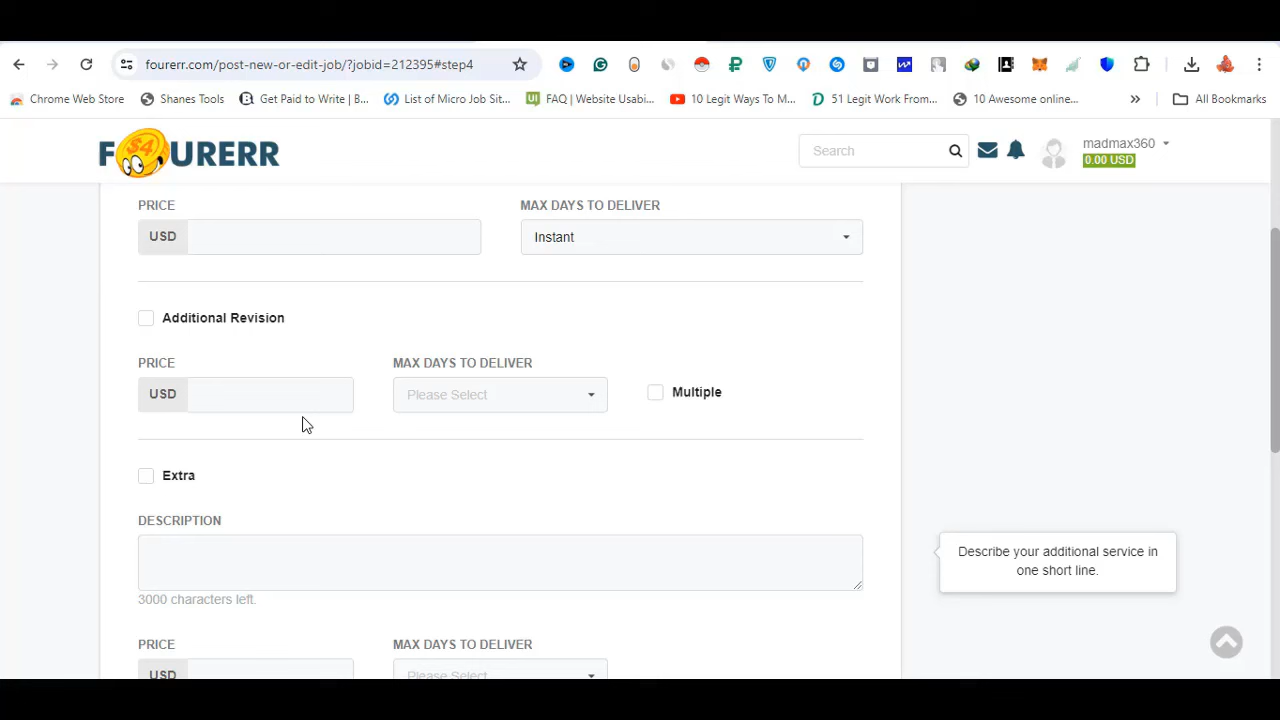 fourerr.com/post-new-or-edit-job/?jobid=212395#step4
Chrome Web Store Shanes Tools Get Paid to Write | B... List of Micro Job Sit... FAQ | Website Usabi... 10 Legit Ways To M... 51 Legit Work From... 10 Awesome online... » All Bookmarks
F$4URERR Search madmax360
0.00 USD
PRICE MAX DAYS TO DELIVER
USD Instant
Additional Revision
PRICE MAX DAYS TO DELIVER
USD Please Select Multiple
Extra
DESCRIPTION
Describe your additional service in
one short line.
3000 characters left.
PRICE MAX DAYS TO DELIVER
USD Please Select